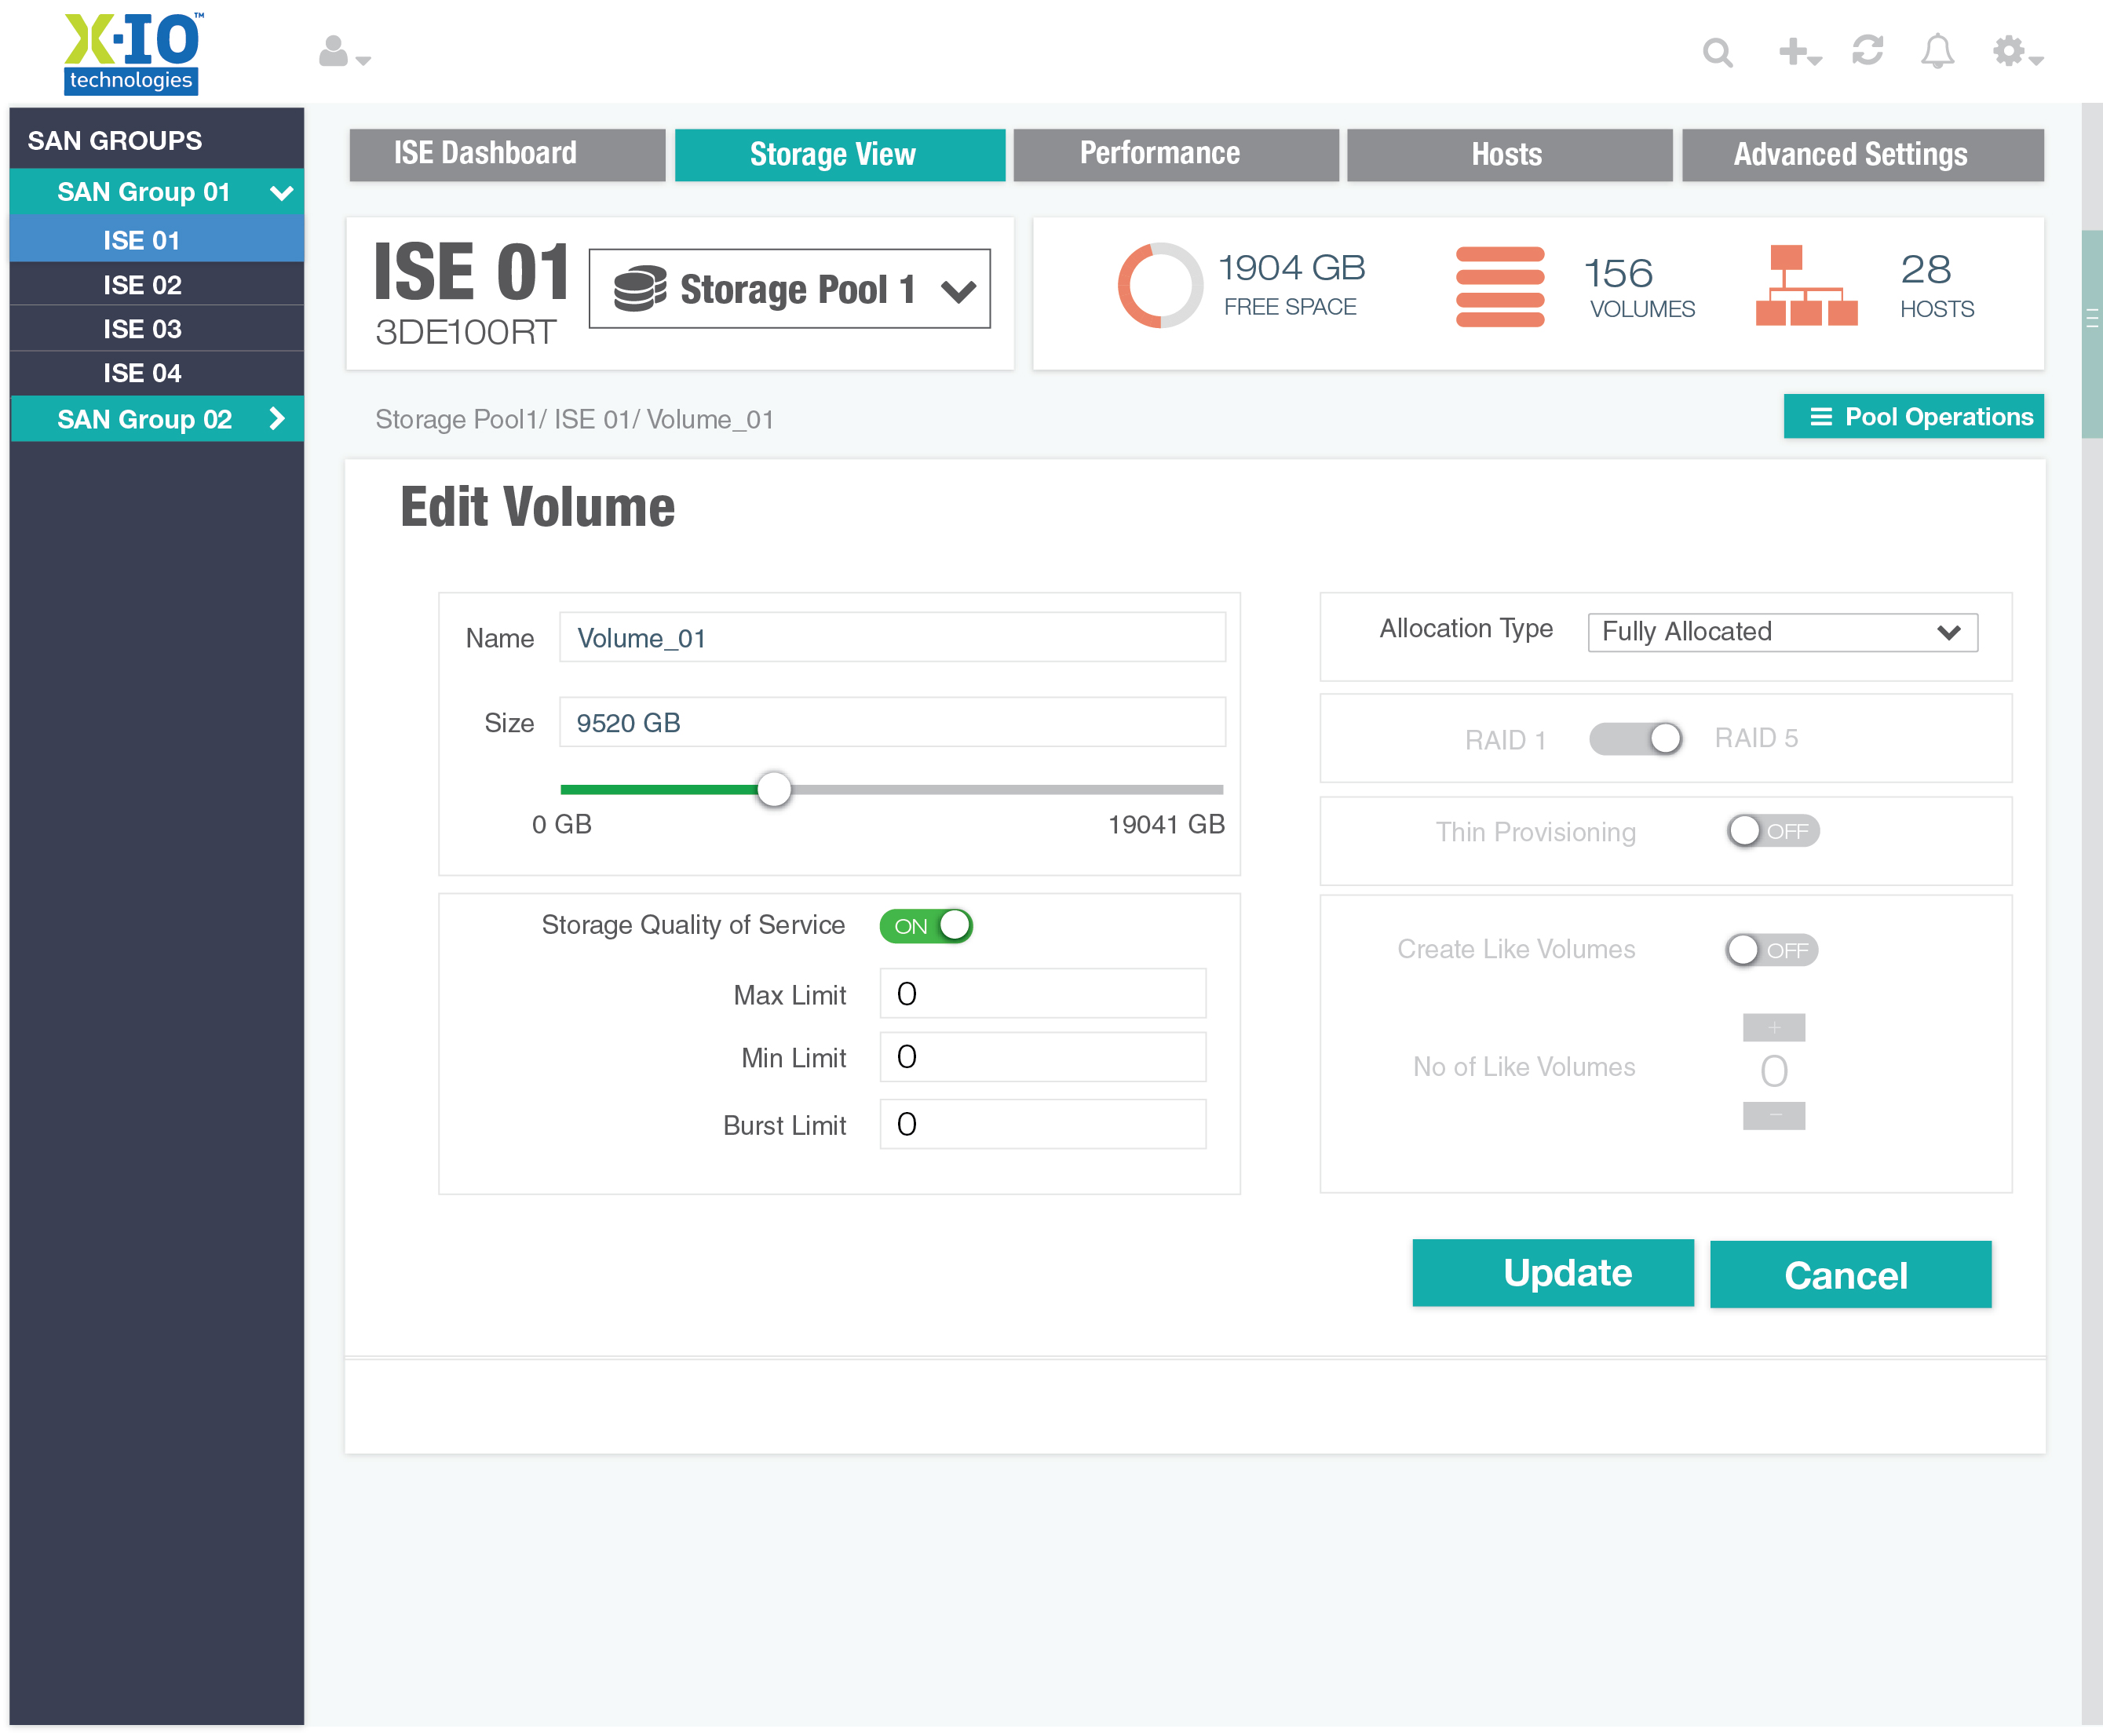 X-IO™
technologies
SAN GROUPS
SAN Group 01
ISE 01
ISE 02
ISE 03
ISE 04
SAN Group 02
ISE Dashboard
Storage View
Performance
Hosts
Advanced Settings
ISE 01
3DE100RT
Storage Pool 1
1904 GB
FREE SPACE
156
VOLUMES
28
HOSTS
Storage Pool1/ ISE 01/ Volume_01
Pool Operations
Edit Volume
Name
Volume_01
Size
9520 GB
0 GB
19041 GB
Storage Quality of Service
ON
Max Limit
0
Min Limit
0
Burst Limit
0
Allocation Type
Fully Allocated
RAID 1
RAID 5
Thin Provisioning
OFF
Create Like Volumes
OFF
+
No of Like Volumes
0
−
Update
Cancel